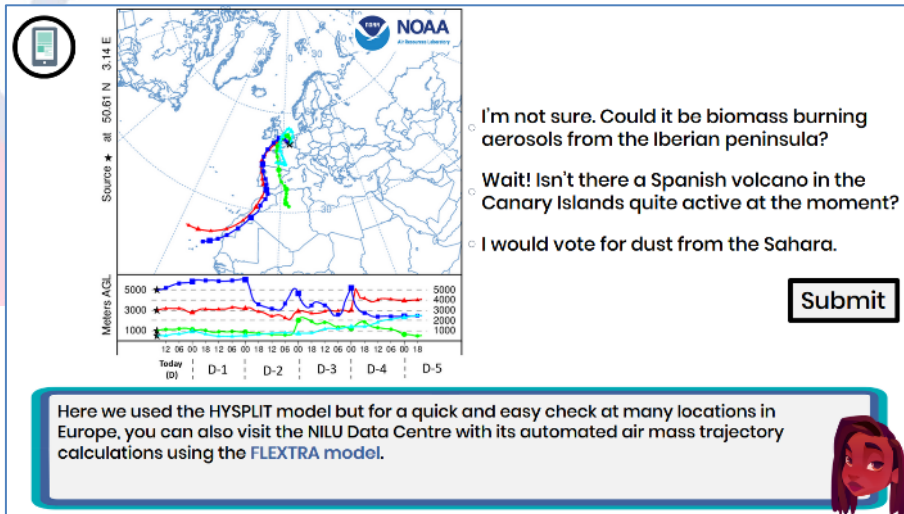 NOAA
Air Resources Laboratory
Source ★ at 50.61 N 3.14 E
I'm not sure. Could it be biomass burning
aerosols from the Iberian peninsula?
Wait! Isn't there a Spanish volcano in the
Canary Islands quite active at the moment?
I would vote for dust from the Sahara.
Submit
Meters AGL
5000 5000
4000
3000 3000
2000
1000 1000
12 06 00 18 12 06 00 18 12 06 00 18 12 06 00 18 12 06 00 18
Today
(D) D-1 D-2 D-3 D-4 D-5
Here we used the HYSPLIT model but for a quick and easy check at many locations in
Europe, you can also visit the NILU Data Centre with its automated air mass trajectory
calculations using the FLEXTRA model.